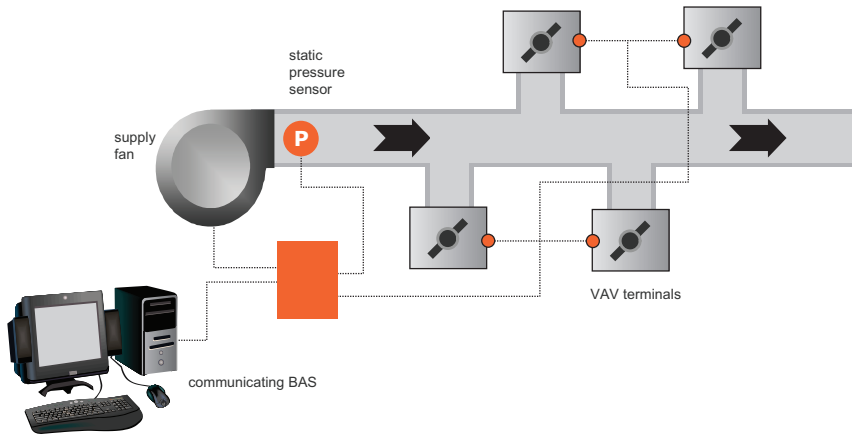 static
pressure
sensor
supply
fan
P
VAV terminals
communicating BAS